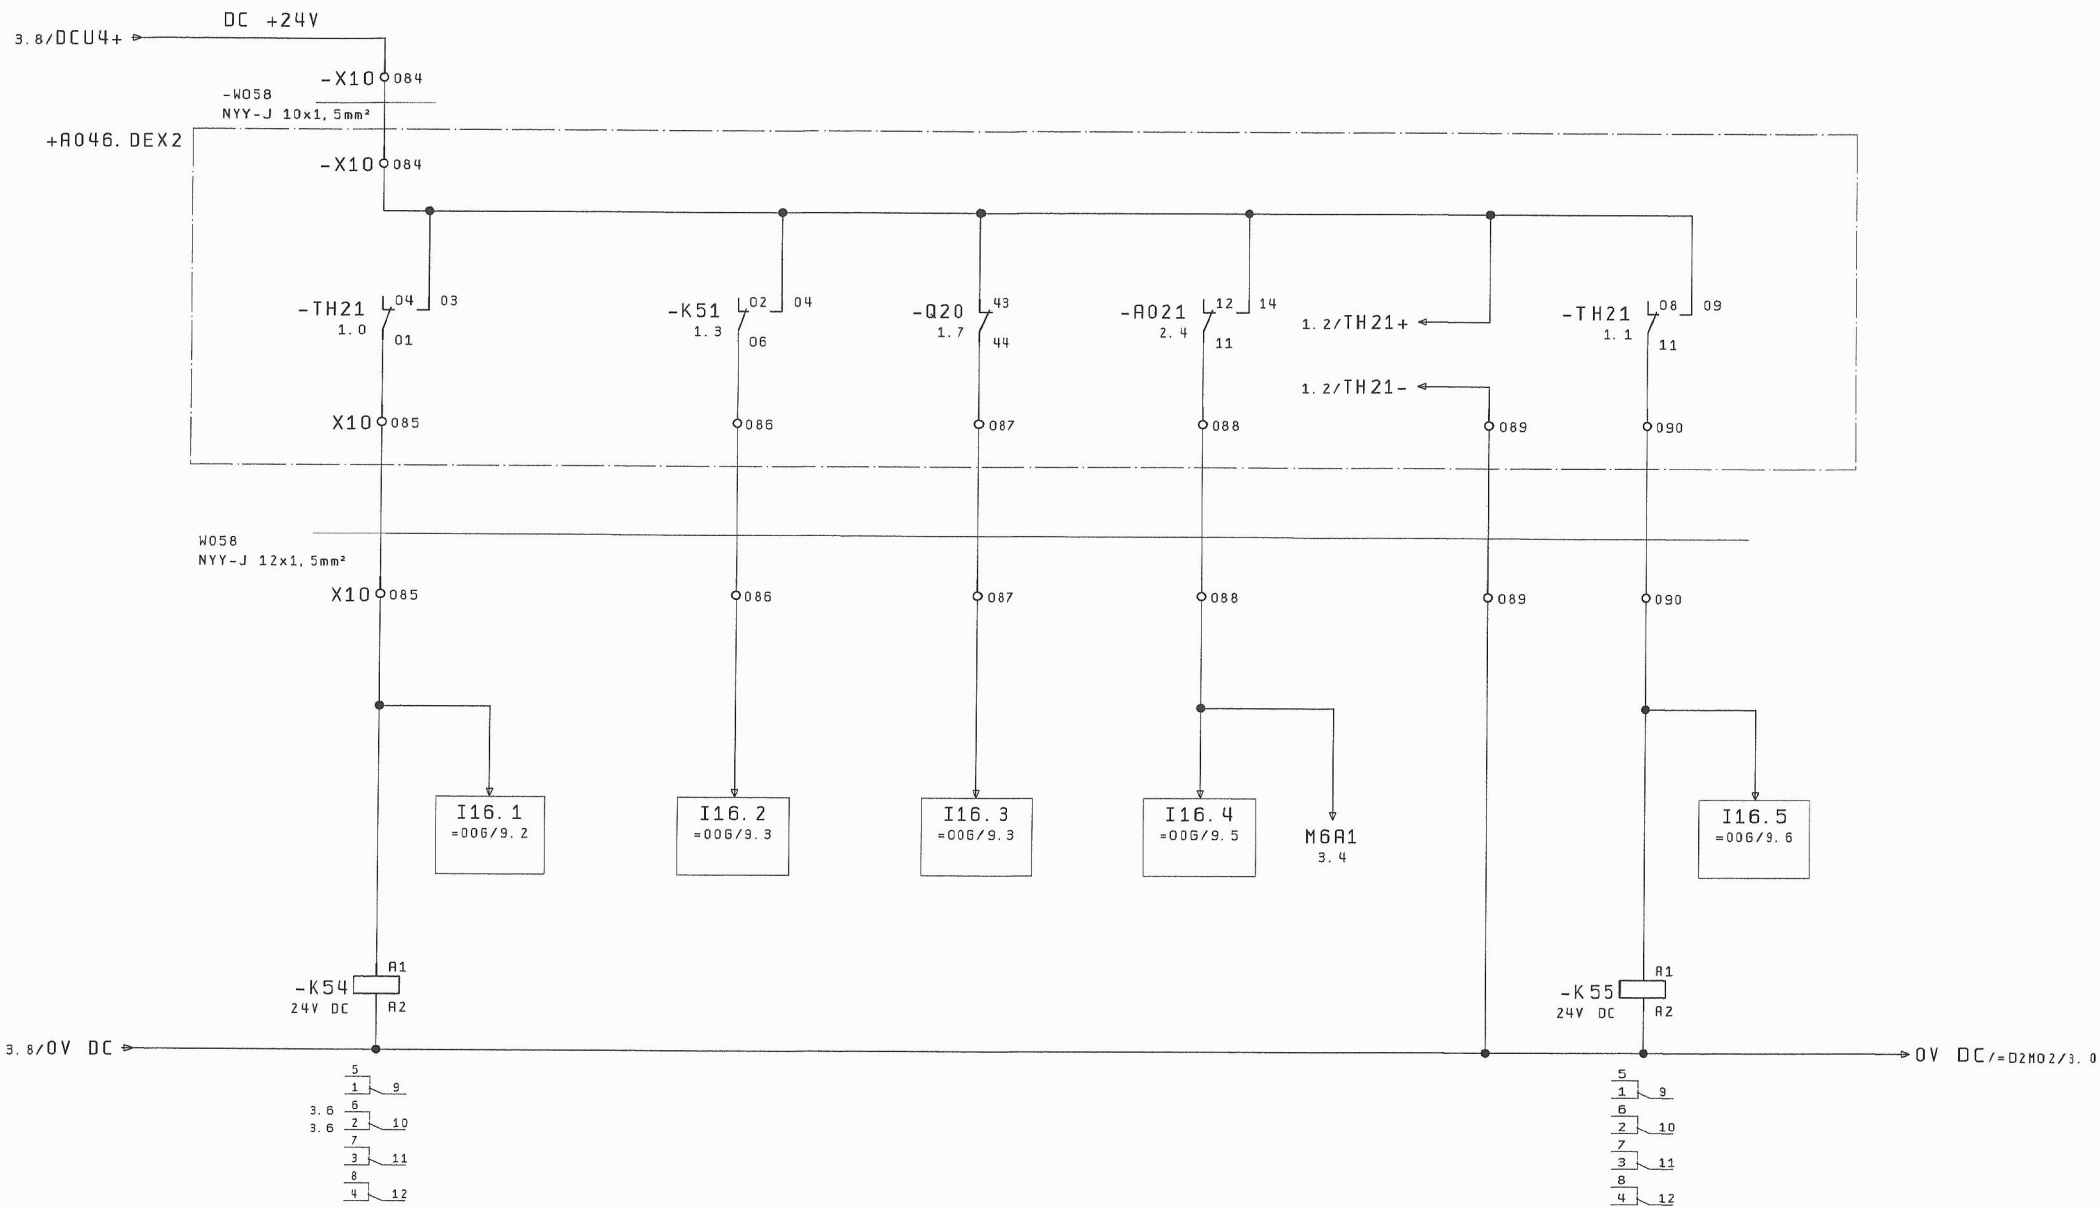 DC +24V
3.8/DCU4+
-X10 084
-W058
NYY-J 10x1,5mm²
+A046.DEX2
-X10 084
-TH21 04 03
1.0
01
-K51 02 04
1.3
06
-Q20 43
1.7
44
-A021 12 14
2.4
11
1.2/TH21+
-TH21 08 09
1.1
11
1.2/TH21-
X10 085 086 087 088 089 090
W058
NYY-J 12x1,5mm²
X10 085 086 087 088 089 090
I16.1
=00G/9.2
I16.2
=00G/9.3
I16.3
=00G/9.3
I16.4
=00G/9.5
M6A1
3.4
I16.5
=00G/9.6
A1
-K54
24V DC
A2
A1
-K55
24V DC
A2
3.8/0V DC
0V DC/=D2M02/3.0
5
1 9
3.6 6
3.6 2 10
7
3 11
8
4 12
5
1 9
6
2 10
7
3 11
8
4 12